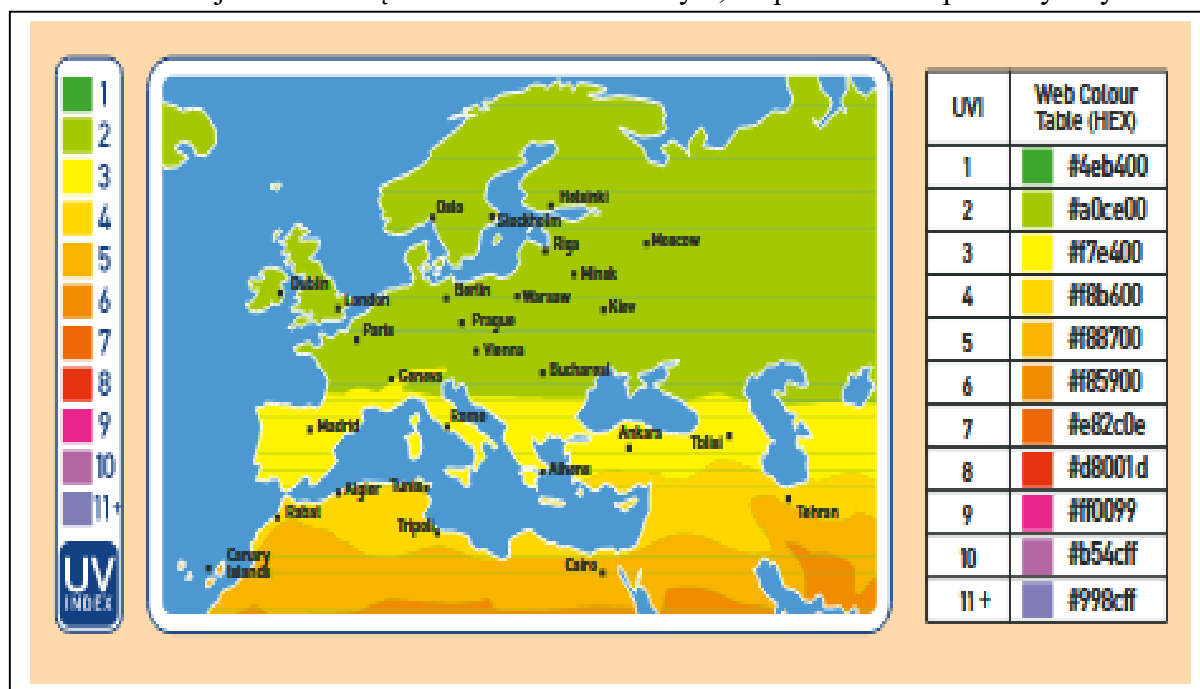 1
2
3
4
5
6
7
8
9
10
11+
UV
INDEX
Oslo
Helsinki
Stockholm
Riga
Moscow
Minsk
Dublin
London
Berlin
Warsaw
Kiev
Paris
Prague
Vienna
Geneva
Bucharest
Madrid
Rome
Ankara
Tbilisi
Athens
Algier
Tunis
Rabat
Tripoli
Tehran
Canary
Islands
Cairo
UVI Web Colour
Table (HEX)
1 #4eb400
2 #a0ce00
3 #f7e400
4 #f8b600
5 #f88700
6 #f85900
7 #e82c0e
8 #d8001d
9 #ff0099
10 #b54cff
11 + #998cff